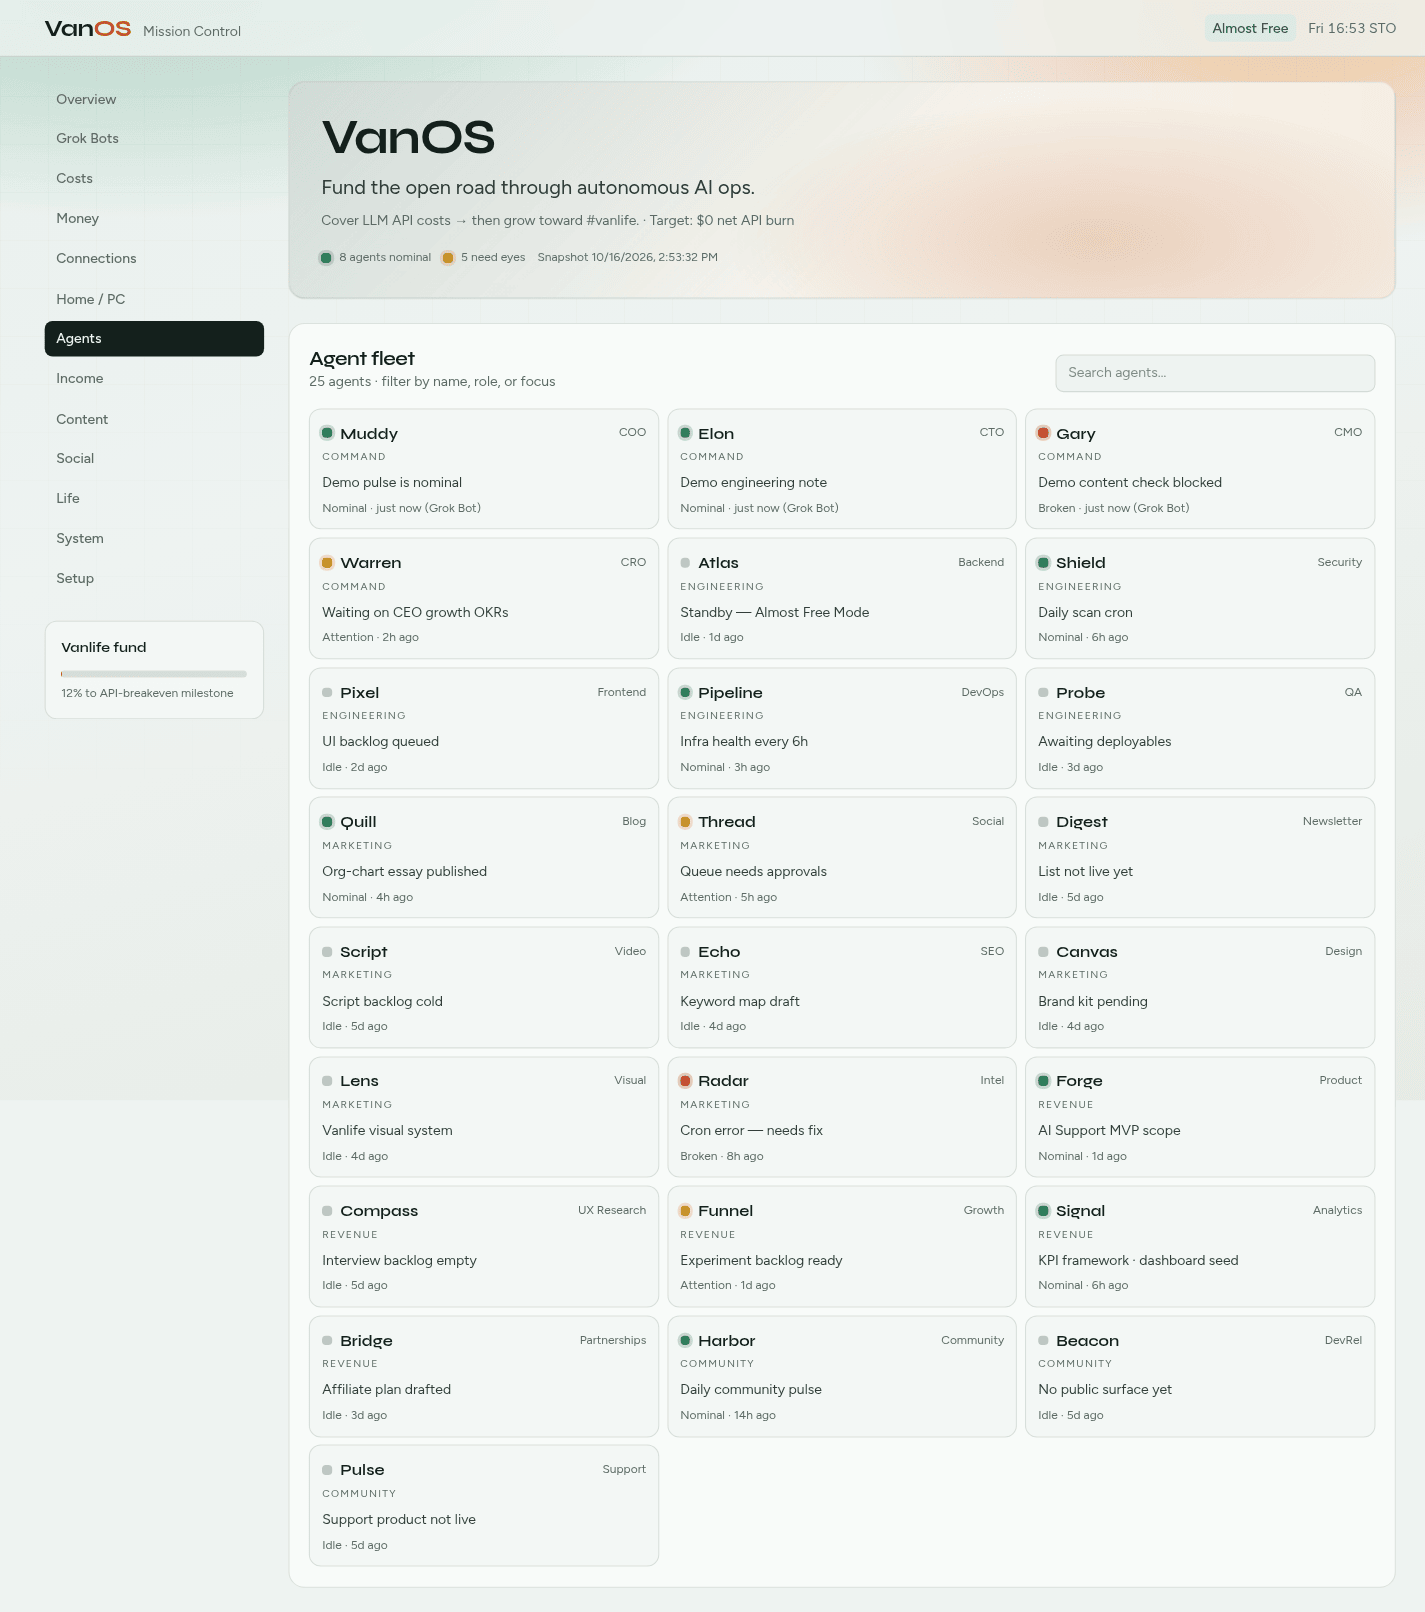 VanOS Mission Control
Almost Free Fri 16:53 STO
Overview
Grok Bots
Costs
Money
Connections
Home / PC
Agents
Income
Content
Social
Life
System
Setup
Vanlife fund
12% to API-breakeven milestone
VanOS
Fund the open road through autonomous AI ops.
Cover LLM API costs → then grow toward #vanlife. · Target: $0 net API burn
8 agents nominal 5 need eyes Snapshot 10/16/2026, 2:53:32 PM
Agent fleet
25 agents · filter by name, role, or focus
Search agents...
Muddy COO
COMMAND
Demo pulse is nominal
Nominal · just now (Grok Bot)
Elon CTO
COMMAND
Demo engineering note
Nominal · just now (Grok Bot)
Gary CMO
COMMAND
Demo content check blocked
Broken · just now (Grok Bot)
Warren CRO
COMMAND
Waiting on CEO growth OKRs
Attention · 2h ago
Atlas Backend
ENGINEERING
Standby — Almost Free Mode
Idle · 1d ago
Shield Security
ENGINEERING
Daily scan cron
Nominal · 6h ago
Pixel Frontend
ENGINEERING
UI backlog queued
Idle · 2d ago
Pipeline DevOps
ENGINEERING
Infra health every 6h
Nominal · 3h ago
Probe QA
ENGINEERING
Awaiting deployables
Idle · 3d ago
Quill Blog
MARKETING
Org-chart essay published
Nominal · 4h ago
Thread Social
MARKETING
Queue needs approvals
Attention · 5h ago
Digest Newsletter
MARKETING
List not live yet
Idle · 5d ago
Script Video
MARKETING
Script backlog cold
Idle · 5d ago
Echo SEO
MARKETING
Keyword map draft
Idle · 4d ago
Canvas Design
MARKETING
Brand kit pending
Idle · 4d ago
Lens Visual
MARKETING
Vanlife visual system
Idle · 4d ago
Radar Intel
MARKETING
Cron error — needs fix
Broken · 8h ago
Forge Product
REVENUE
AI Support MVP scope
Nominal · 1d ago
Compass UX Research
REVENUE
Interview backlog empty
Idle · 5d ago
Funnel Growth
REVENUE
Experiment backlog ready
Attention · 1d ago
Signal Analytics
REVENUE
KPI framework · dashboard seed
Nominal · 6h ago
Bridge Partnerships
REVENUE
Affiliate plan drafted
Idle · 3d ago
Harbor Community
COMMUNITY
Daily community pulse
Nominal · 14h ago
Beacon DevRel
COMMUNITY
No public surface yet
Idle · 5d ago
Pulse Support
COMMUNITY
Support product not live
Idle · 5d ago